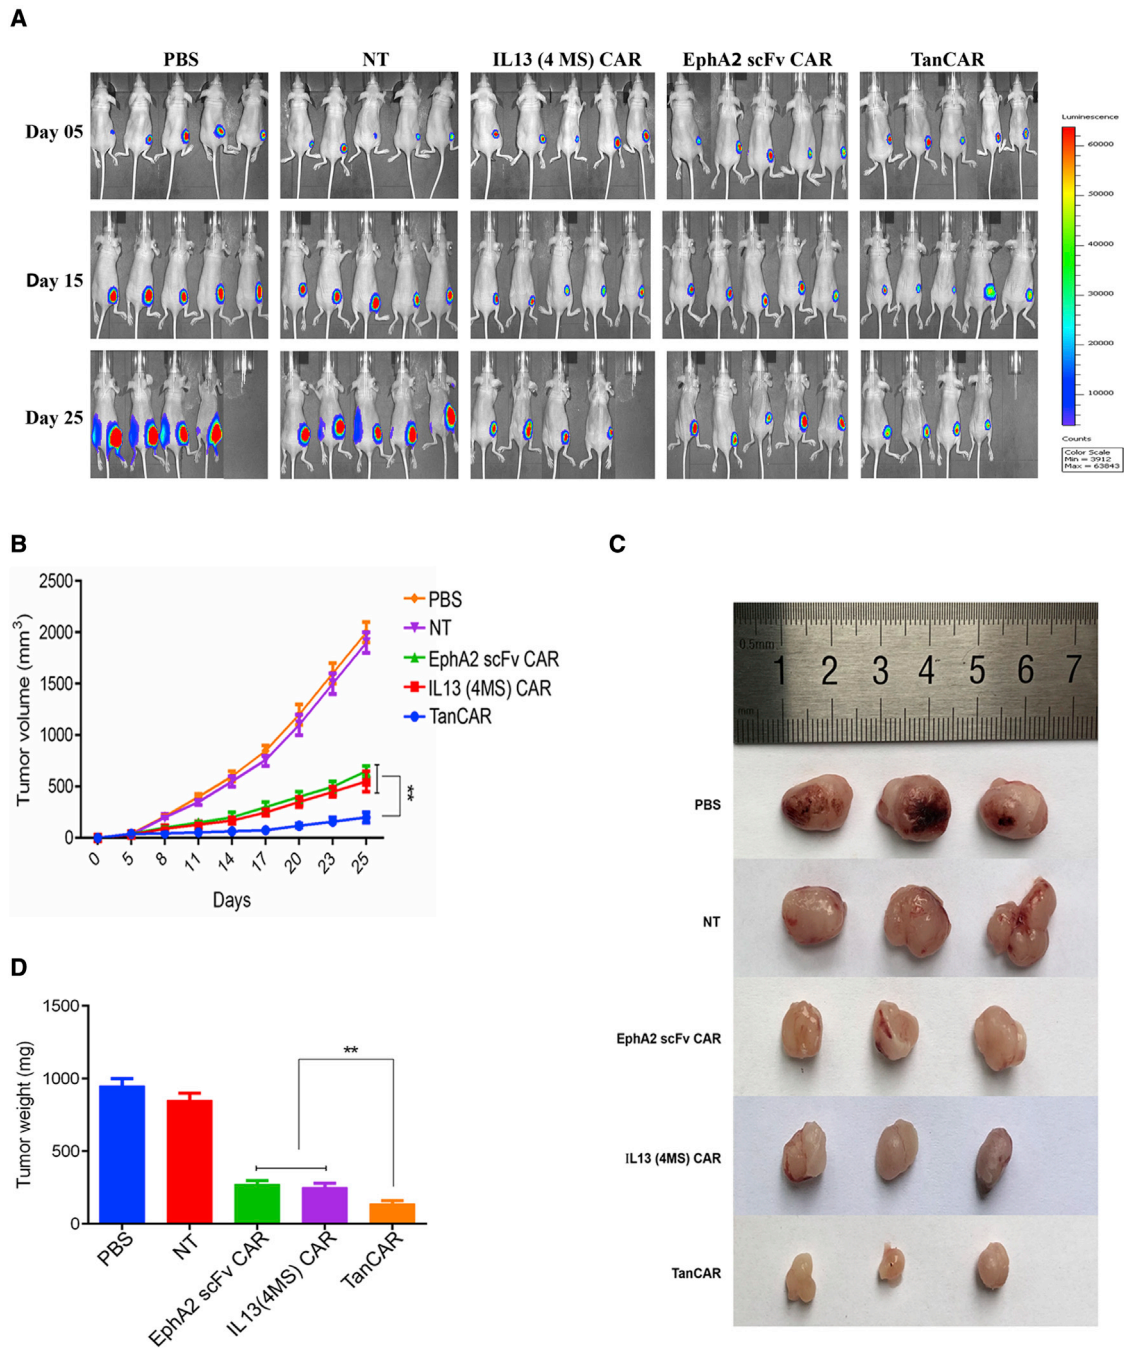 A
PBS NT IL13 (4 MS) CAR EphA2 scFv CAR TanCAR
Day 05
Day 15
Day 25
Luminescence
60000
50000
40000
30000
20000
10000
Counts
Color Scale
Min = 3912
Max = 63843
B
Tumor volume (mm3)
2500
2000
1500
1000
500
0
0 5 8 11 14 17 20 23 25
Days
PBS
NT
EphA2 scFv CAR
IL13 (4MS) CAR
TanCAR
**
C
0.5mm
1 2 3 4 5 6 7
PBS
NT
EphA2 scFv CAR
IL13 (4MS) CAR
TanCAR
D
Tumor weight (mg)
1500
1000
500
0
**
PBS
NT
EphA2 scFv CAR
IL13(4MS) CAR
TanCAR